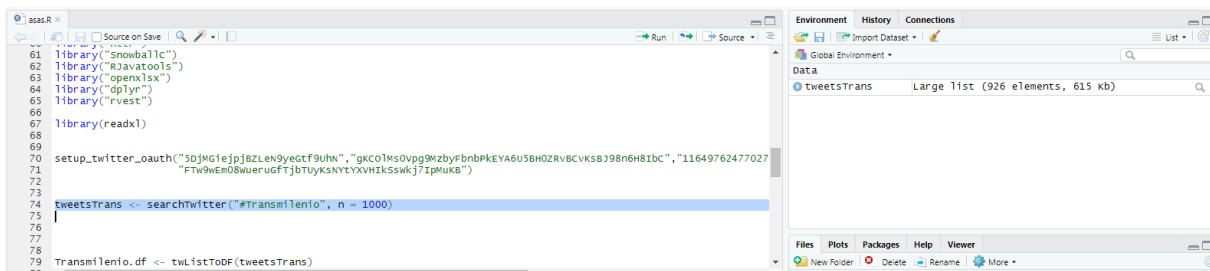 asas.R
Source on Save
Run
Source
61 library("SnowballC")
62 library("RJavatools")
63 library("openxlsx")
64 library("dplyr")
65 library("rvest")
66
67 library(readxl)
68
69
70 setup_twitter_oauth("5DjMGiejpjBZLeN9yeGtf9UhN","gKCOlMsOvpg9MzbyFbnbPkEYA6U5BHOZRvBCvKsBJ98n6H8IbC","11649762477027
71 "FTw9wEmO8WueruGfTjbTUyKsNYtYXVHIkSswkj7IpMuKB")
72
73
74 tweetsTrans <- searchTwitter("#Transmilenio", n = 1000)
75
76
77
78
79 Transmilenio.df <- twListToDF(tweetsTrans)
Environment History Connections
Import Dataset
List
Global Environment
Data
tweetsTrans Large list (926 elements, 615 Kb)
Files Plots Packages Help Viewer
New Folder Delete Rename More